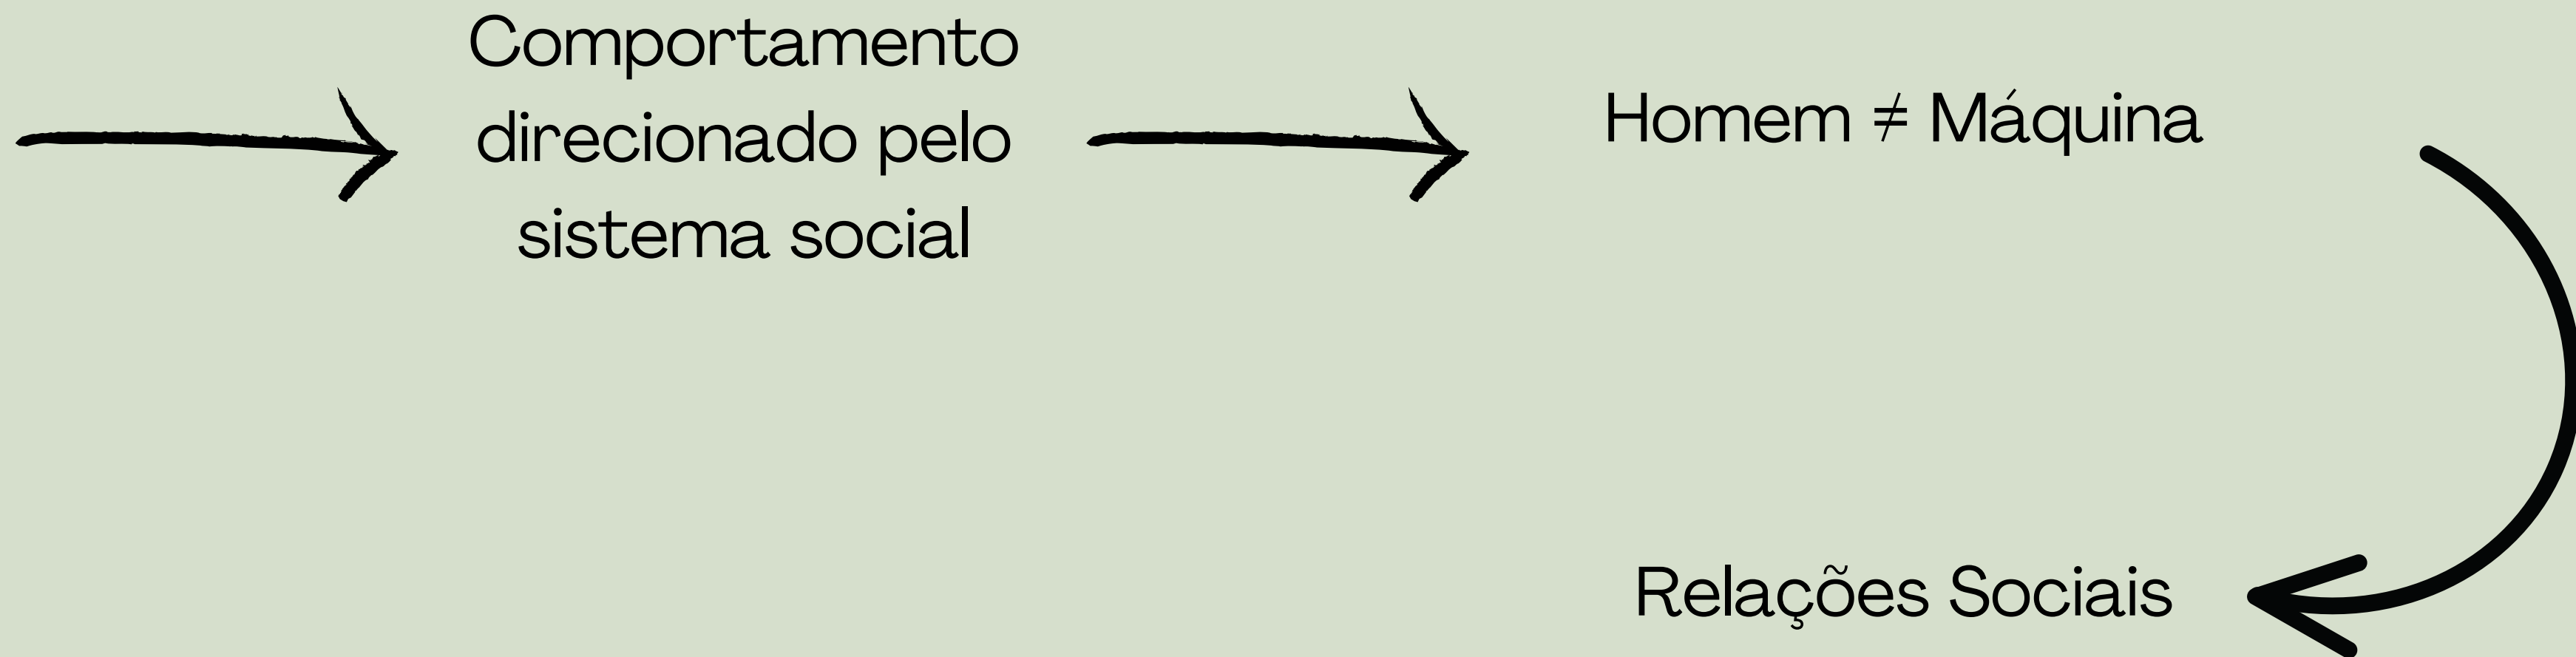 Comportamento
direcionado pelo
sistema social
Homem ≠ Máquina
Relações Sociais